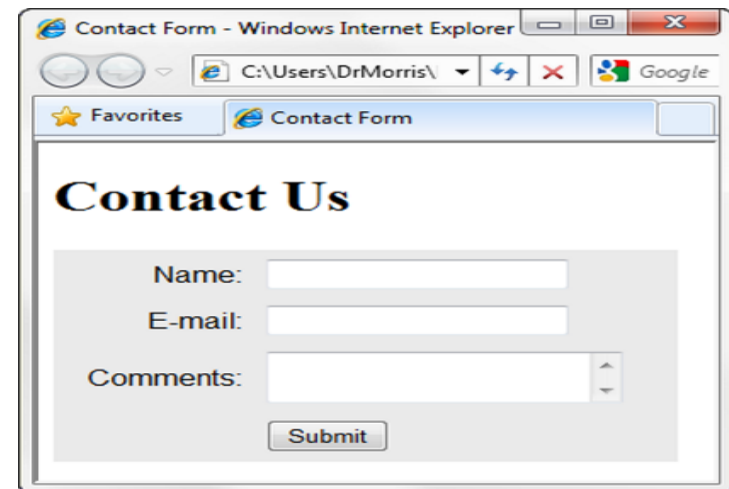 Contact Form - Windows Internet Explorer
C:\Users\DrMorris\ Google
Favorites Contact Form
Contact Us
Name:
E-mail:
Comments:
Submit